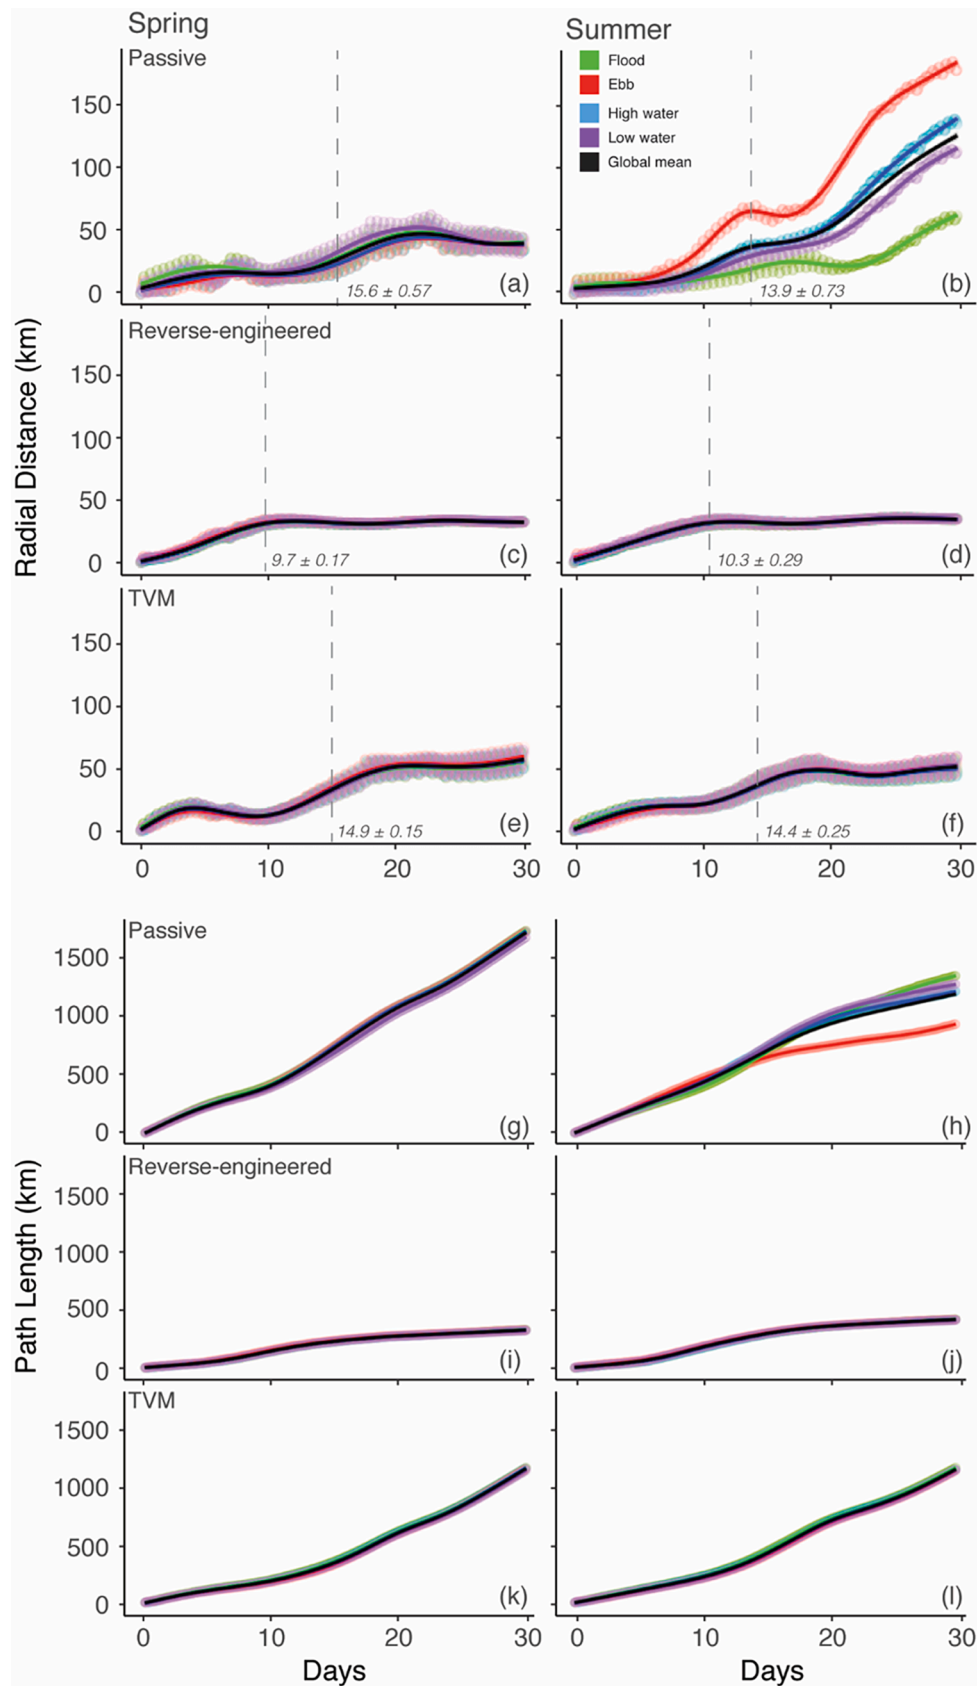 Spring
Summer
Passive
Flood
Ebb
High water
Low water
Global mean
150
100
50
0
15.6 ± 0.57
(a)
13.9 ± 0.73
(b)
Radial Distance (km)
Reverse-engineered
150
100
50
0
9.7 ± 0.17
(c)
10.3 ± 0.29
(d)
TVM
150
100
50
0
14.9 ± 0.15
(e)
14.4 ± 0.25
(f)
0 10 20 30 0 10 20 30
Passive
1500
1000
500
0
(g)
(h)
Path Length (km)
Reverse-engineered
1500
1000
500
0
(i)
(j)
TVM
1500
1000
500
0
(k)
(l)
0 10 20 30 0 10 20 30
Days
Days